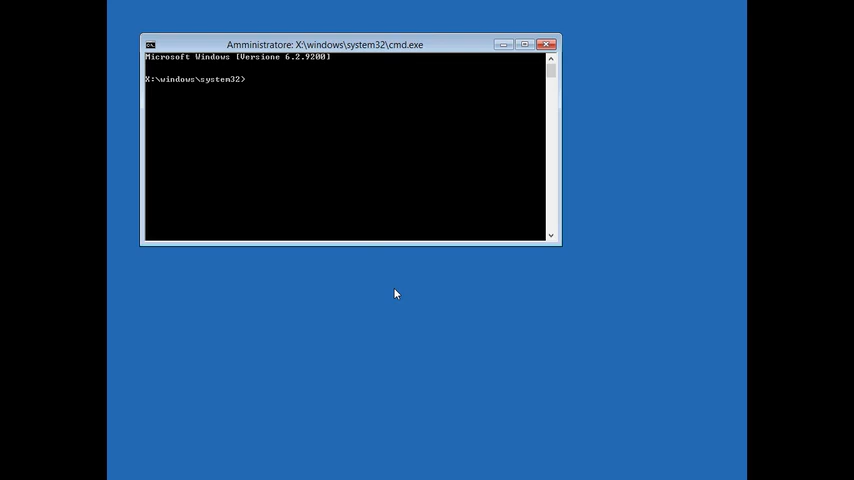 Amministratore: X:\windows\system32\cmd.exe
Microsoft Windows [Versione 6.2.9200]
X:\windows\system32>